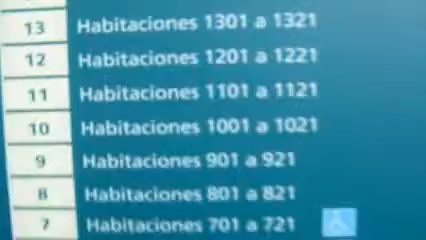 13 Habitaciones 1301 a 1321
12 Habitaciones 1201 a 1221
11 Habitaciones 1101 a 1121
10 Habitaciones 1001 a 1021
9 Habitaciones 901 a 921
8 Habitaciones 801 a 821
7 Habitaciones 701 a 721